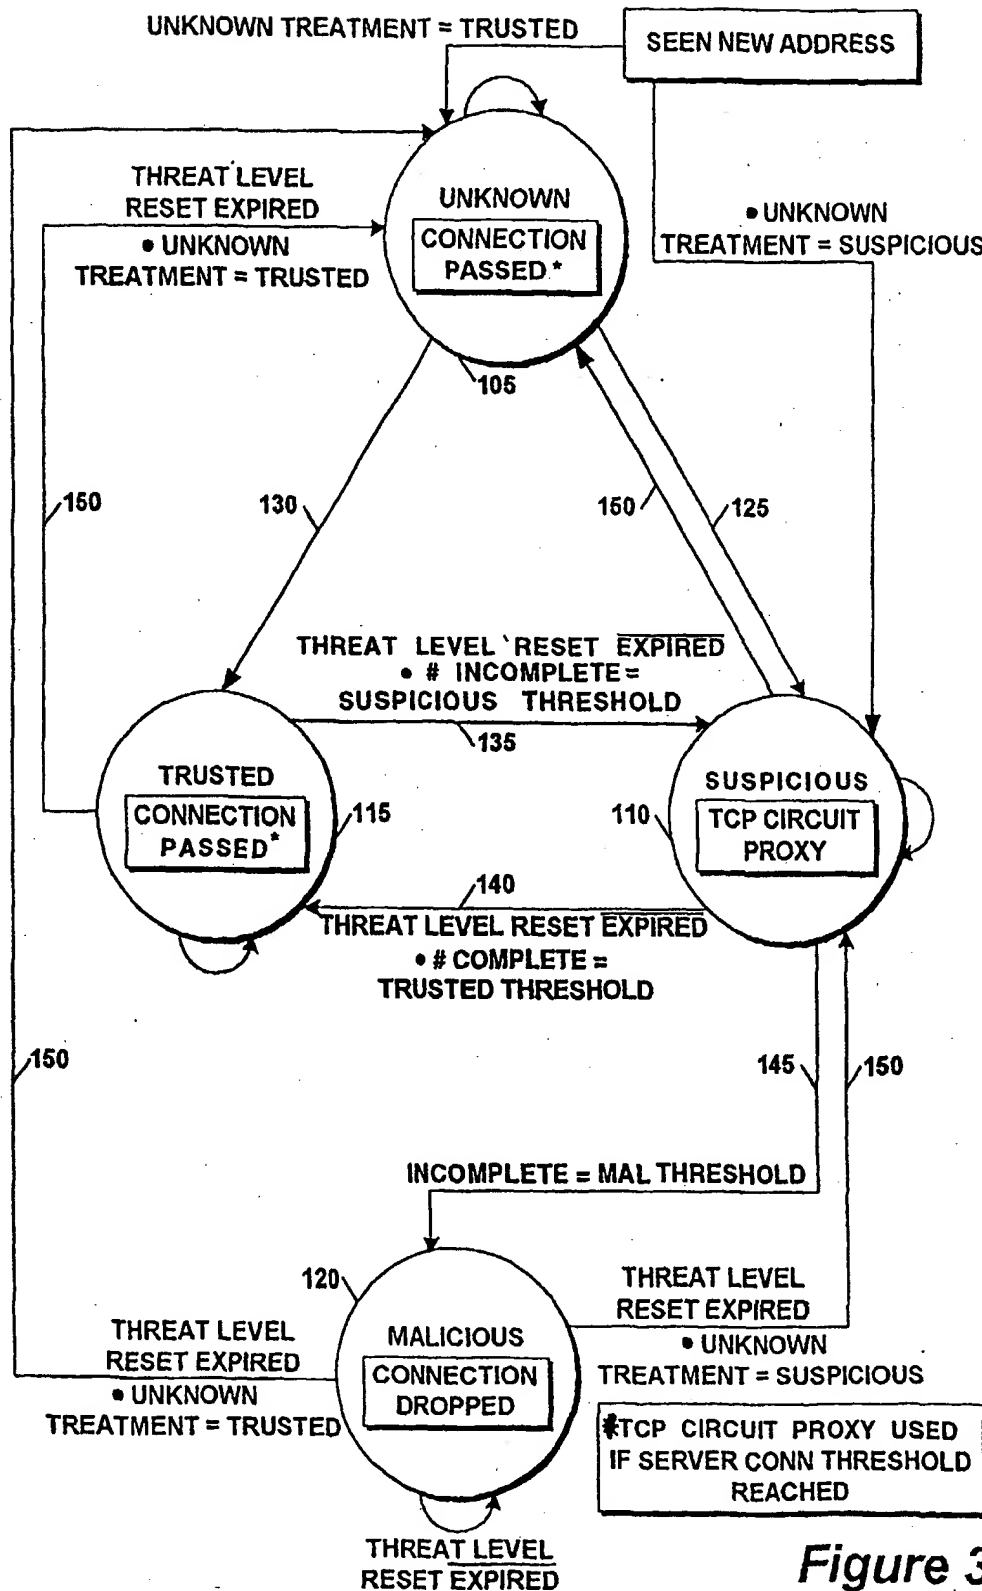 UNKNOWN TREATMENT = TRUSTED
SEEN NEW ADDRESS
THREAT LEVEL
RESET EXPIRED
• UNKNOWN
TREATMENT = TRUSTED
UNKNOWN
CONNECTION
PASSED*
• UNKNOWN
TREATMENT = SUSPICIOUS
105
150
130
150
125
THREAT LEVEL RESET EXPIRED
• # INCOMPLETE =
SUSPICIOUS THRESHOLD
135
TRUSTED
CONNECTION
PASSED*
115
110
SUSPICIOUS
TCP CIRCUIT
PROXY
140
THREAT LEVEL RESET EXPIRED
• # COMPLETE =
TRUSTED THRESHOLD
150
145
150
INCOMPLETE = MAL THRESHOLD
120
THREAT LEVEL
RESET EXPIRED
• UNKNOWN
TREATMENT = TRUSTED
MALICIOUS
CONNECTION
DROPPED
THREAT LEVEL
RESET EXPIRED
• UNKNOWN
TREATMENT = SUSPICIOUS
*TCP CIRCUIT PROXY USED
IF SERVER CONN THRESHOLD
REACHED
THREAT LEVEL
RESET EXPIRED
Figure 3